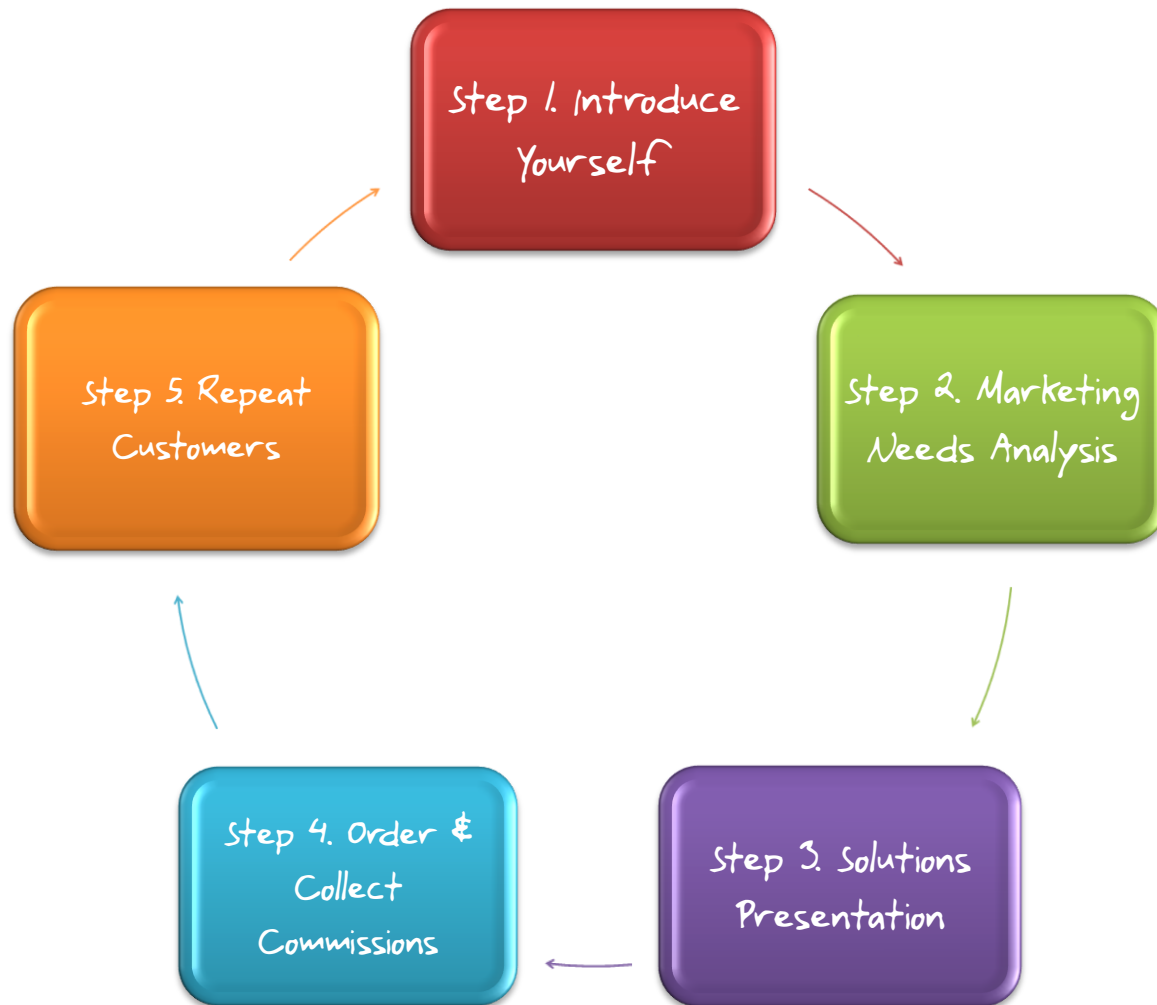 Step 1. Introduce
Yourself
Step 2. Marketing
Needs Analysis
Step 3. Solutions
Presentation
Step 4. Order &
Collect
Commissions
Step 5. Repeat
Customers